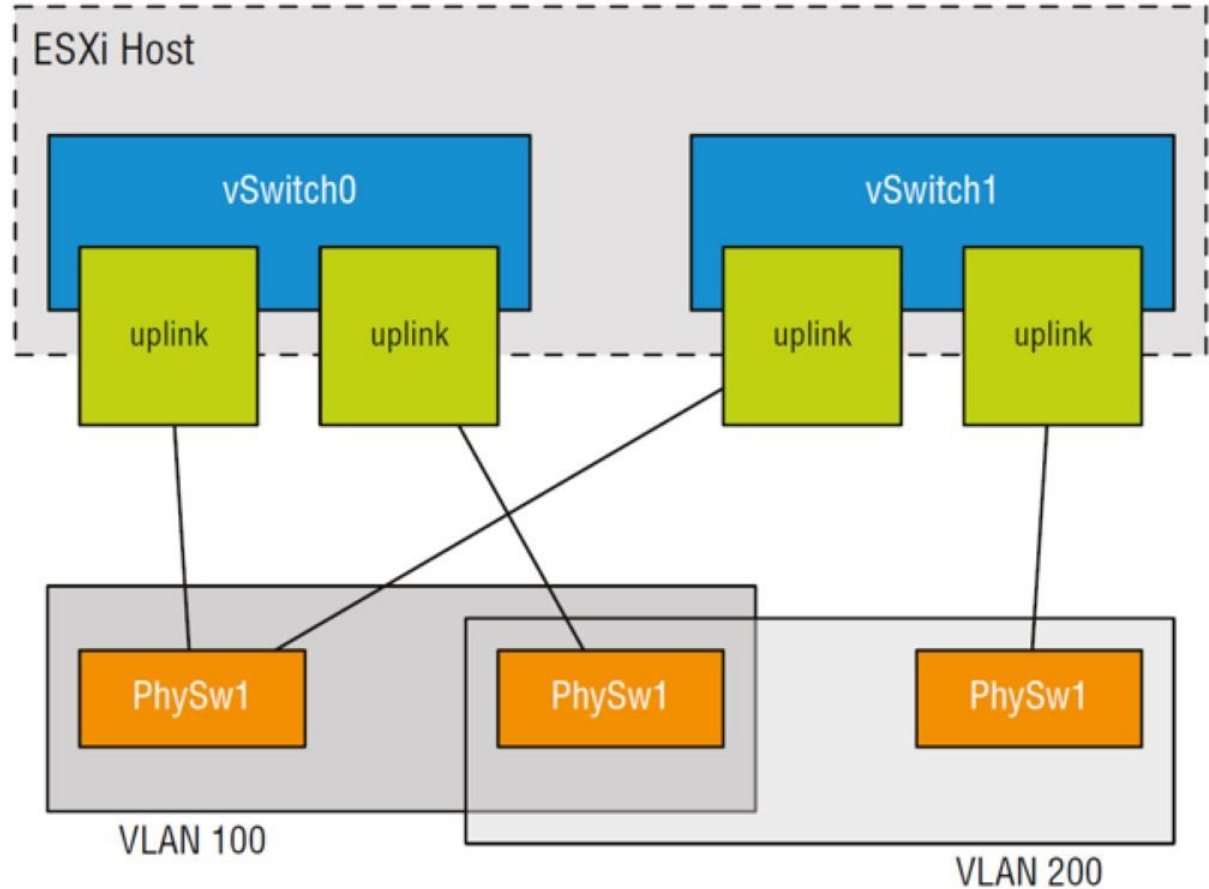 ESXi Host
vSwitch0
vSwitch1
uplink
uplink
uplink
uplink
PhySw1
PhySw1
PhySw1
VLAN 100
VLAN 200